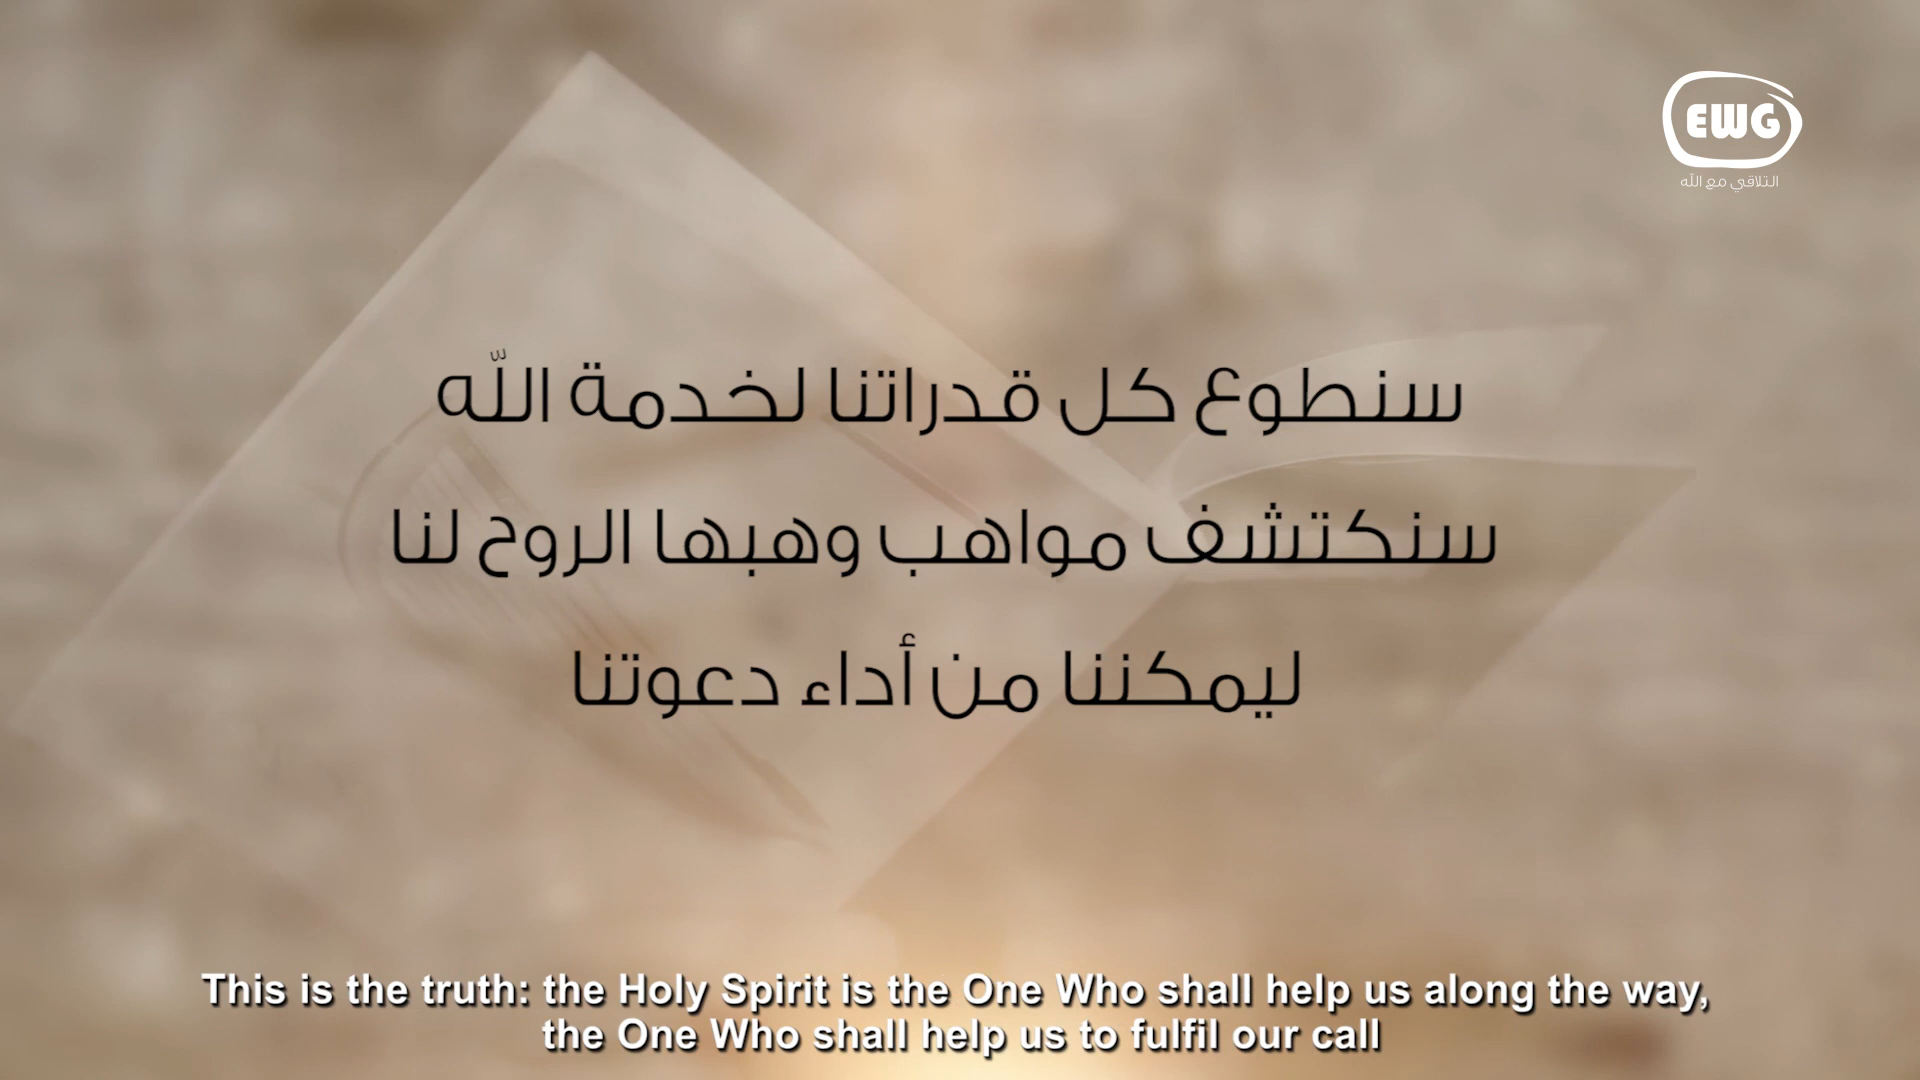 EWG
التلاقي مع الله
سنطوع كل قدراتنا لخدمة اللّه
سنكتشف مواهب وهبها الروح لنا
ليمكننا من أداء دعوتنا
This is the truth: the Holy Spirit is the One Who shall help us along the way,
the One Who shall help us to fulfil our call